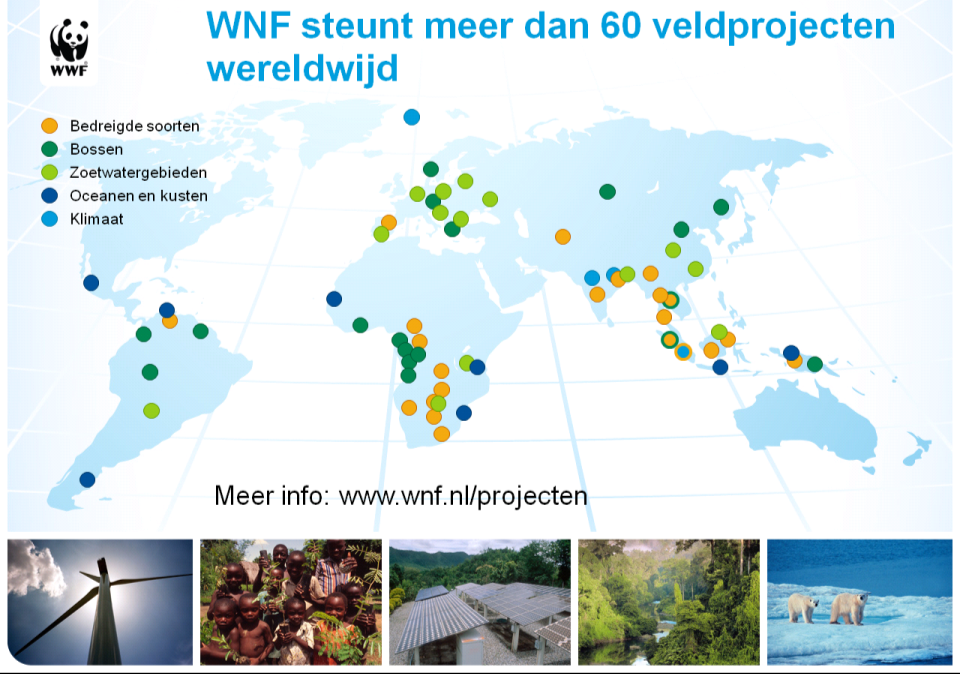 WNF steunt meer dan 60 veldprojecten
wereldwijd
WWF
Bedreigde soorten
Bossen
Zoetwatergebieden
Oceanen en kusten
Klimaat
Meer info: www.wnf.nl/projecten